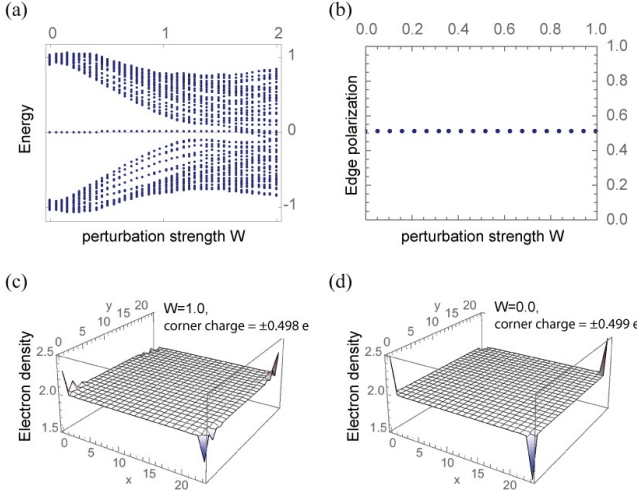 (a)
0 1 2
1
0
-1
Energy
perturbation strength W
(b)
0.0 0.2 0.4 0.6 0.8 1.0
1.0
0.8
0.6
0.4
0.2
0.0
Edge polarization
perturbation strength W
(c)
W=1.0,
corner charge = ±0.498 e
y
0 5 10 15 20
2.5
2.0
1.5
Electron density
0 5 10 15 20
x
(d)
W=0.0,
corner charge = ±0.499 e
y
0 5 10 15 20
2.5
2.0
1.5
Electron density
0 5 10 15 20
x